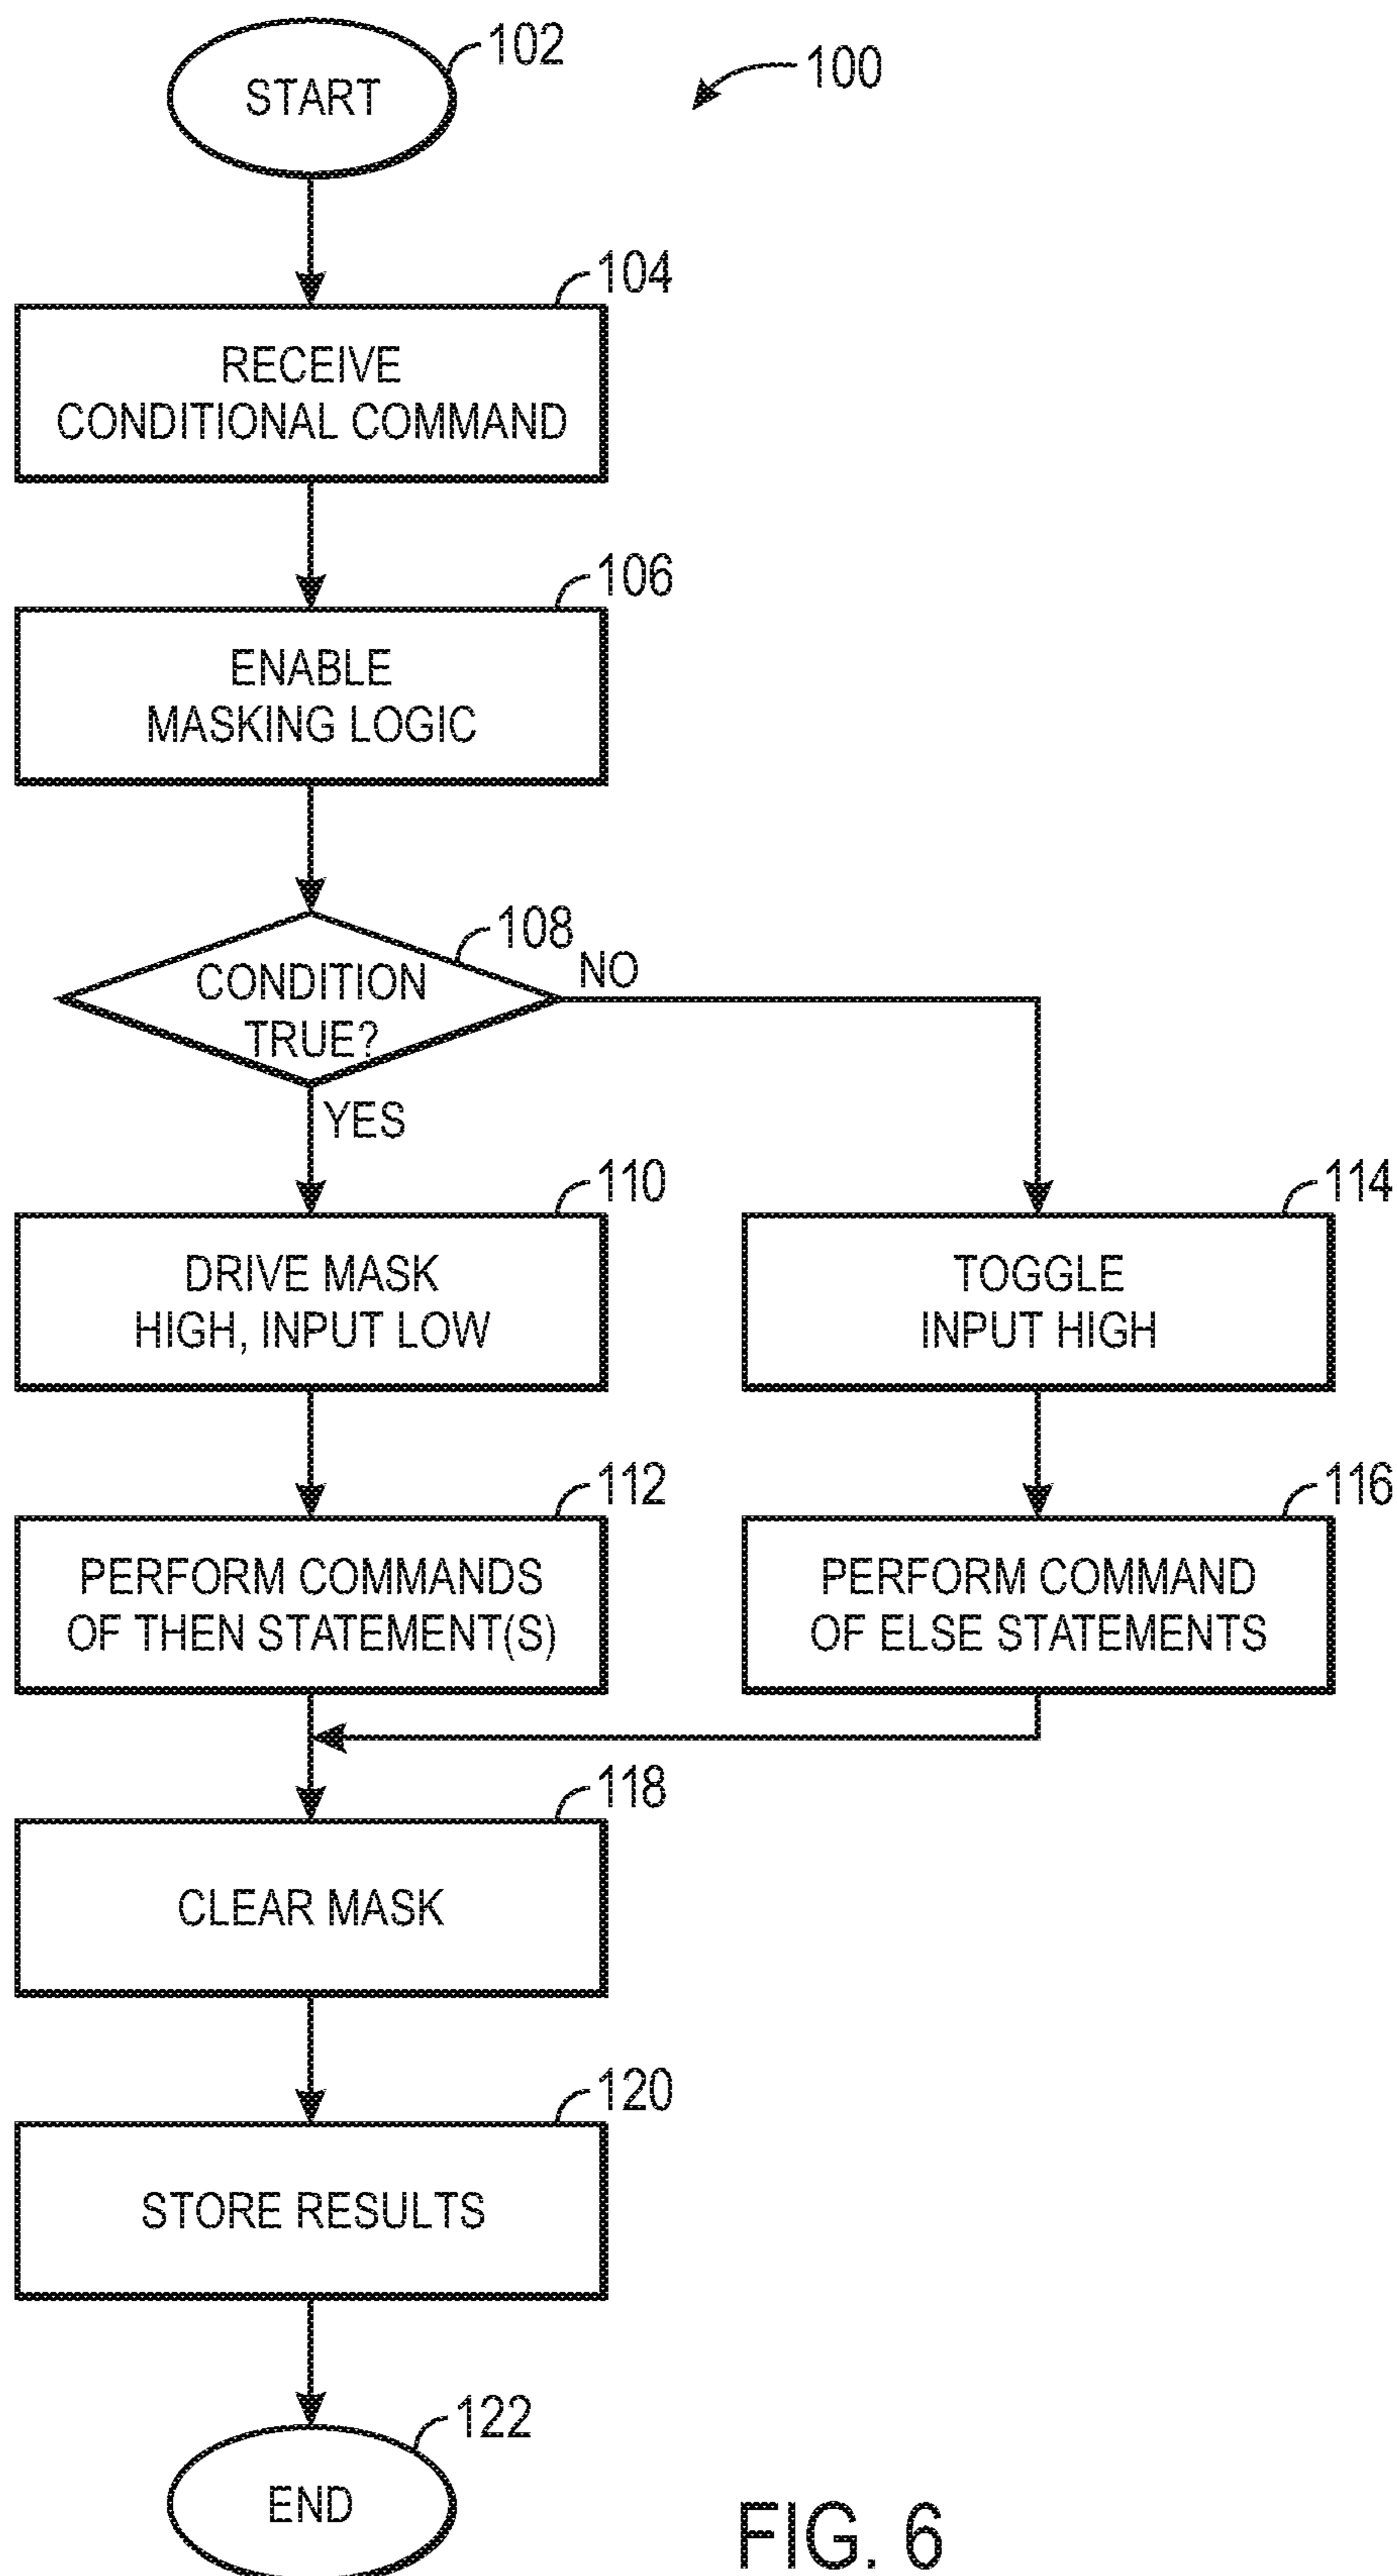 102
START
100
104
RECEIVE
CONDITIONAL COMMAND
106
ENABLE
MASKING LOGIC
108
CONDITION
TRUE?
NO
YES
110
DRIVE MASK
HIGH, INPUT LOW
114
TOGGLE
INPUT HIGH
112
PERFORM COMMANDS
OF THEN STATEMENT(S)
116
PERFORM COMMAND
OF ELSE STATEMENTS
118
CLEAR MASK
120
STORE RESULTS
122
END
FIG. 6